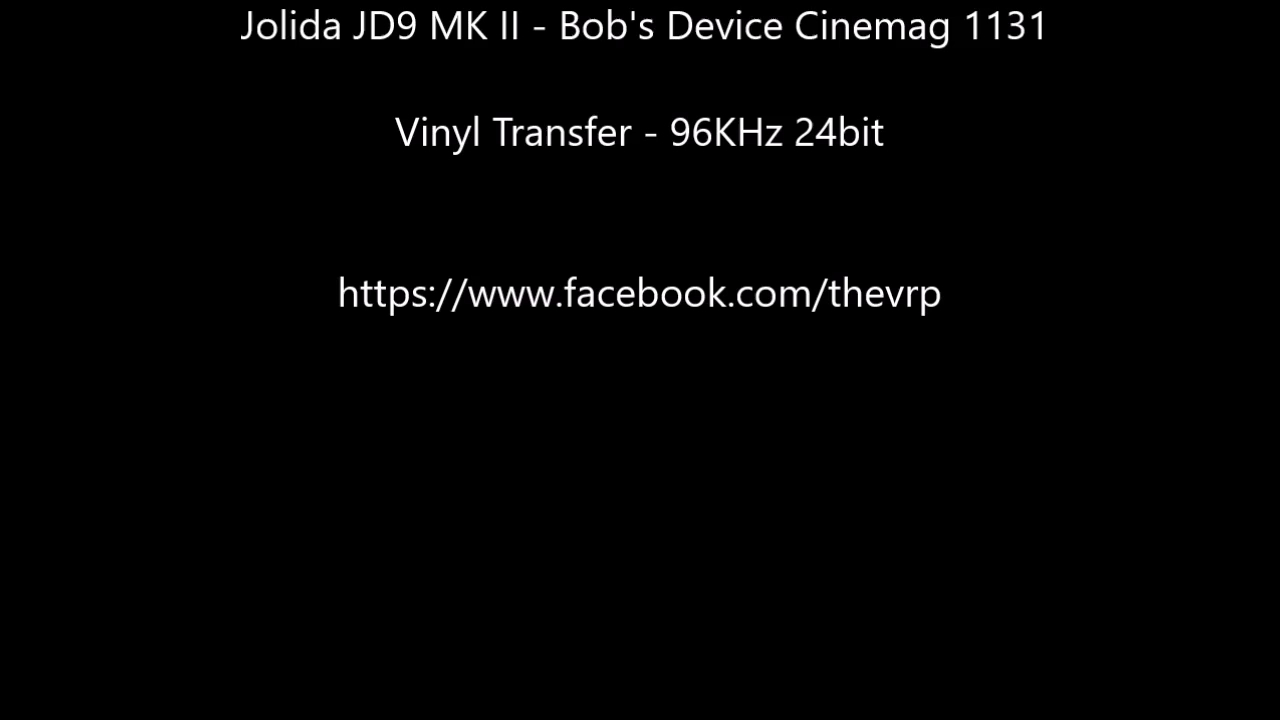 Jolida JD9 MK II - Bob's Device Cinemag 1131
Vinyl Transfer - 96KHz 24bit
https://www.facebook.com/thevrp